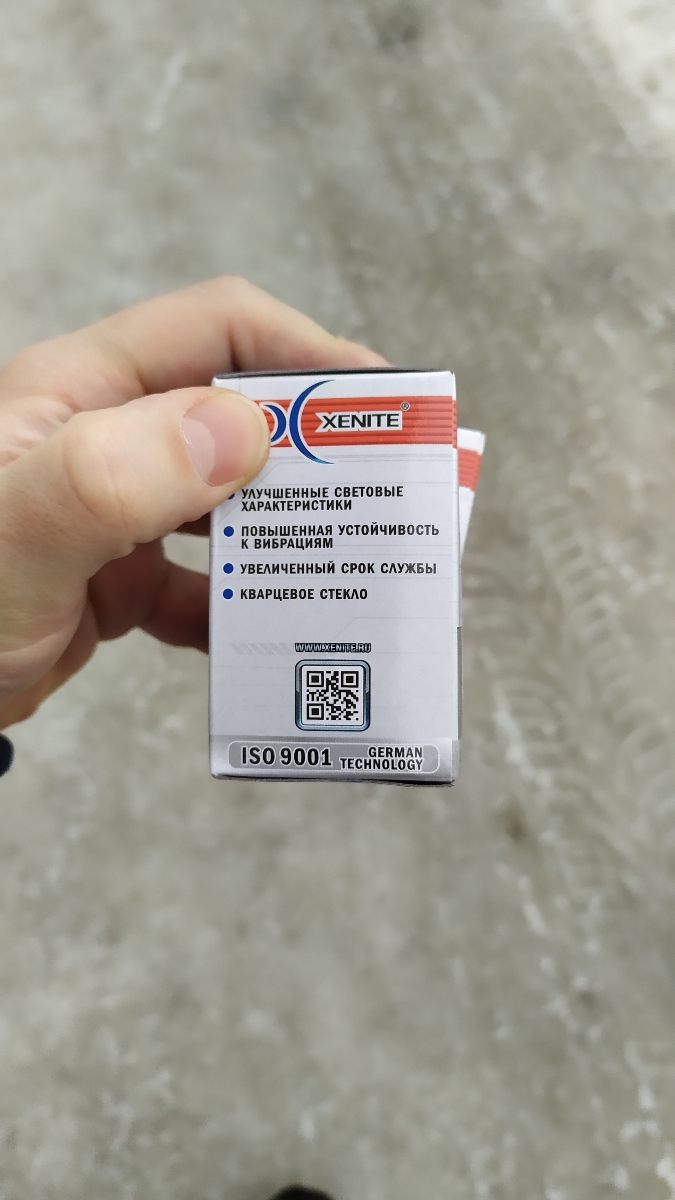 XENITE®
УЛУЧШЕННЫЕ СВЕТОВЫЕ
ХАРАКТЕРИСТИКИ
ПОВЫШЕННАЯ УСТОЙЧИВОСТЬ
К ВИБРАЦИЯМ
УВЕЛИЧЕННЫЙ СРОК СЛУЖБЫ
КВАРЦЕВОЕ СТЕКЛО
WWW.XENITE.RU
ISO 9001 GERMAN
TECHNOLOGY